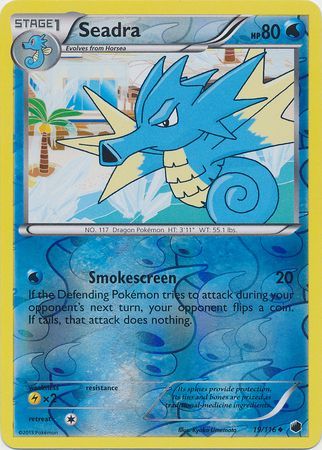 STAGE1
Seadra
HP 80
Evolves from Horsea
NO. 117 Dragon Pokémon HT: 3'11" WT: 55.1 lbs.
Smokescreen 20
If the Defending Pokémon tries to attack during your
opponent's next turn, your opponent flips a coin.
If tails, that attack does nothing.
weakness
×2
resistance
retreat
Its spines provide protection.
Its fins and bones are prized as
traditional-medicine ingredients.
©2013 Pokémon
Illus. Kyoko Umemoto
19/116